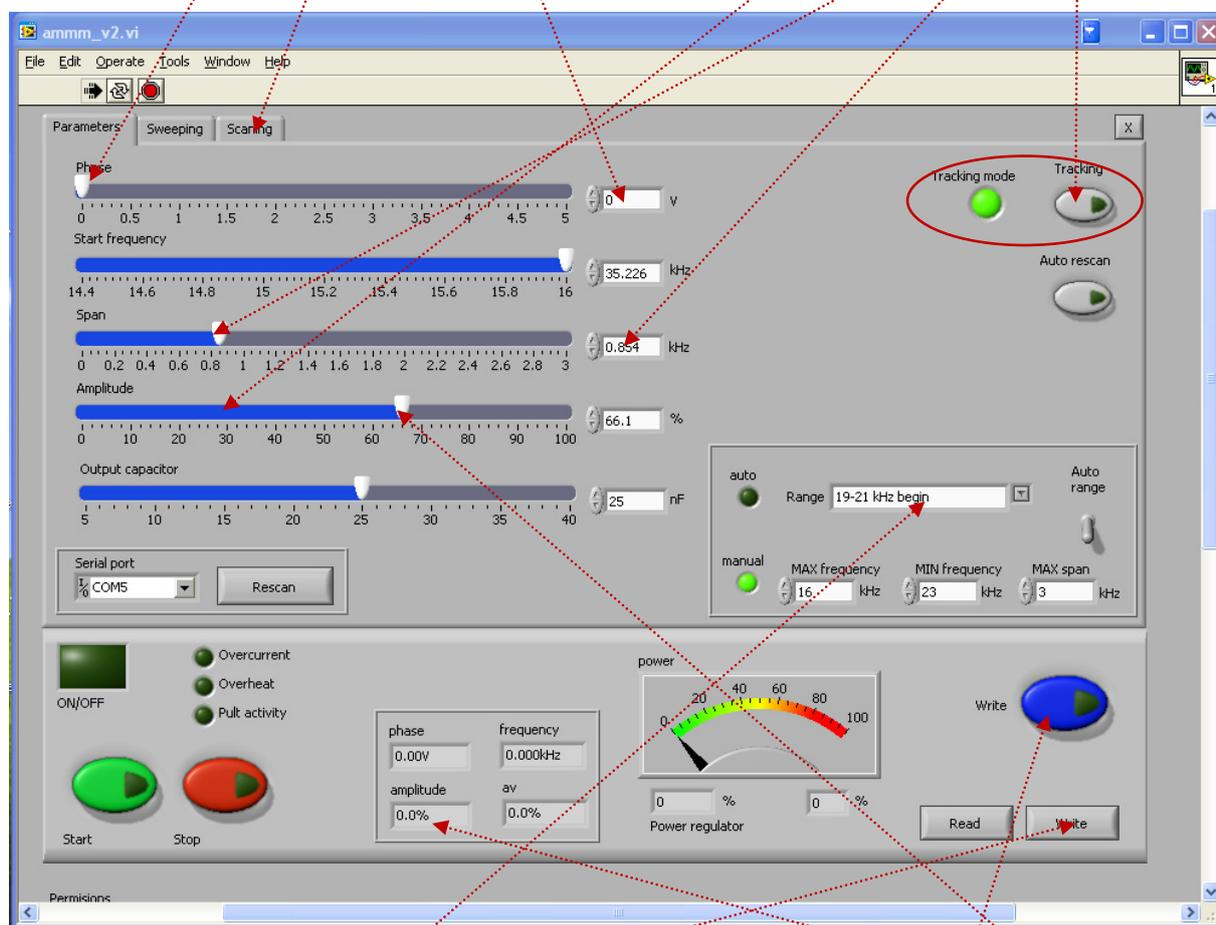 ammm_v2.vi
File Edit Operate Tools Window Help
1
Parameters Sweeping Scaning X
Phase
0 0.5 1 1.5 2 2.5 3 3.5 4 4.5 5
0 V
Tracking mode Tracking
Start frequency
14.4 14.6 14.8 15 15.2 15.4 15.6 15.8 16
35.226 kHz
Auto rescan
Span
0 0.2 0.4 0.6 0.8 1 1.2 1.4 1.6 1.8 2 2.2 2.4 2.6 2.8 3
0.854 kHz
Amplitude
0 10 20 30 40 50 60 70 80 90 100
66.1 %
Output capacitor
5 10 15 20 25 30 35 40
25 nF
auto Range 19-21 kHz begin Auto
range
manual MAX frequency MIN frequency MAX span
16 kHz 23 kHz 3 kHz
Serial port
I/O COM5 Rescan
ON/OFF
Overcurrent
Overheat
Pult activity
Start Stop
phase frequency
0.00V 0.000kHz
amplitude av
0.0% 0.0%
power
0 20 40 60 80 100
0 % 0 %
Power regulator
Write
Read Write
Permisions